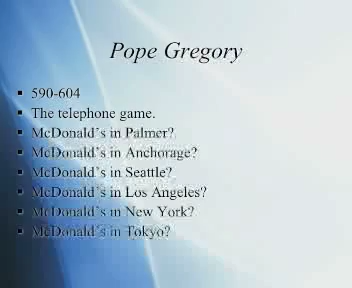 Pope Gregory
590-604
The telephone game.
McDonald's in Palmer?
McDonald's in Anchorage?
McDonald's in Seattle?
McDonald's in Los Angeles?
McDonald's in New York?
McDonald's in Tokyo?